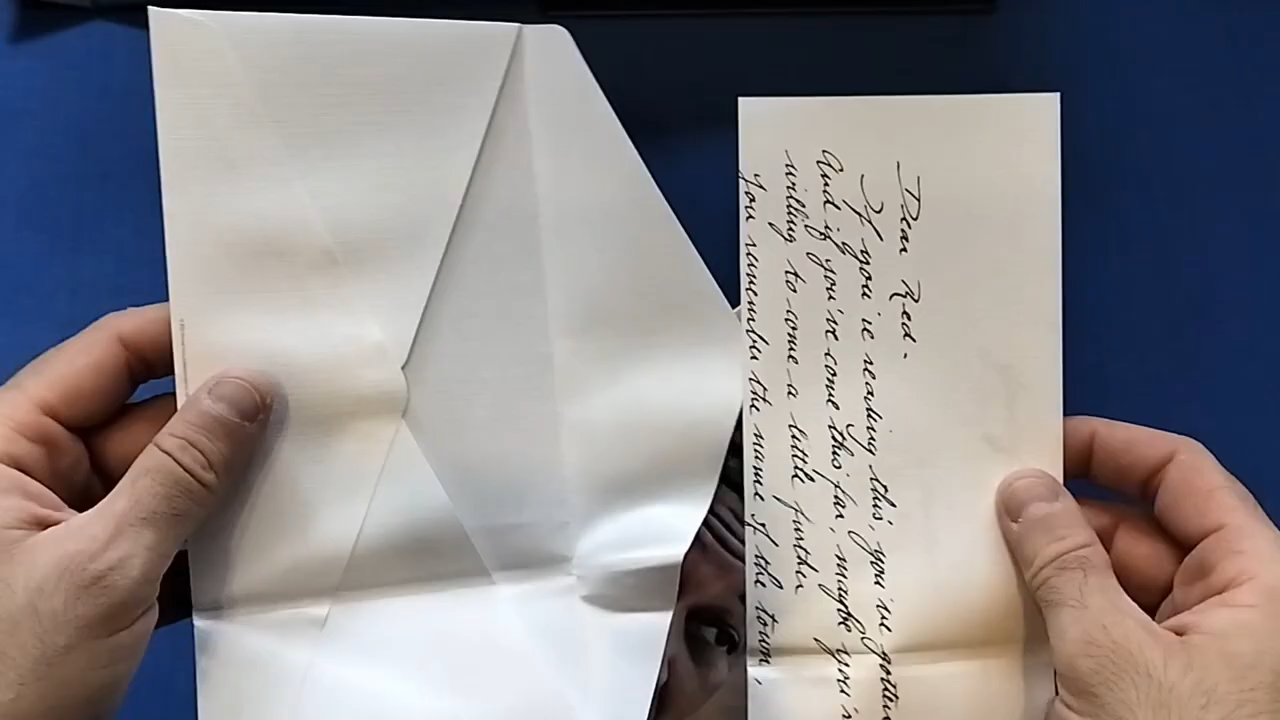 Dear Red.
If you're reading this, you've gotten
And if you've come this far, maybe you'r
willing to come a little further
you remember the name of the town,